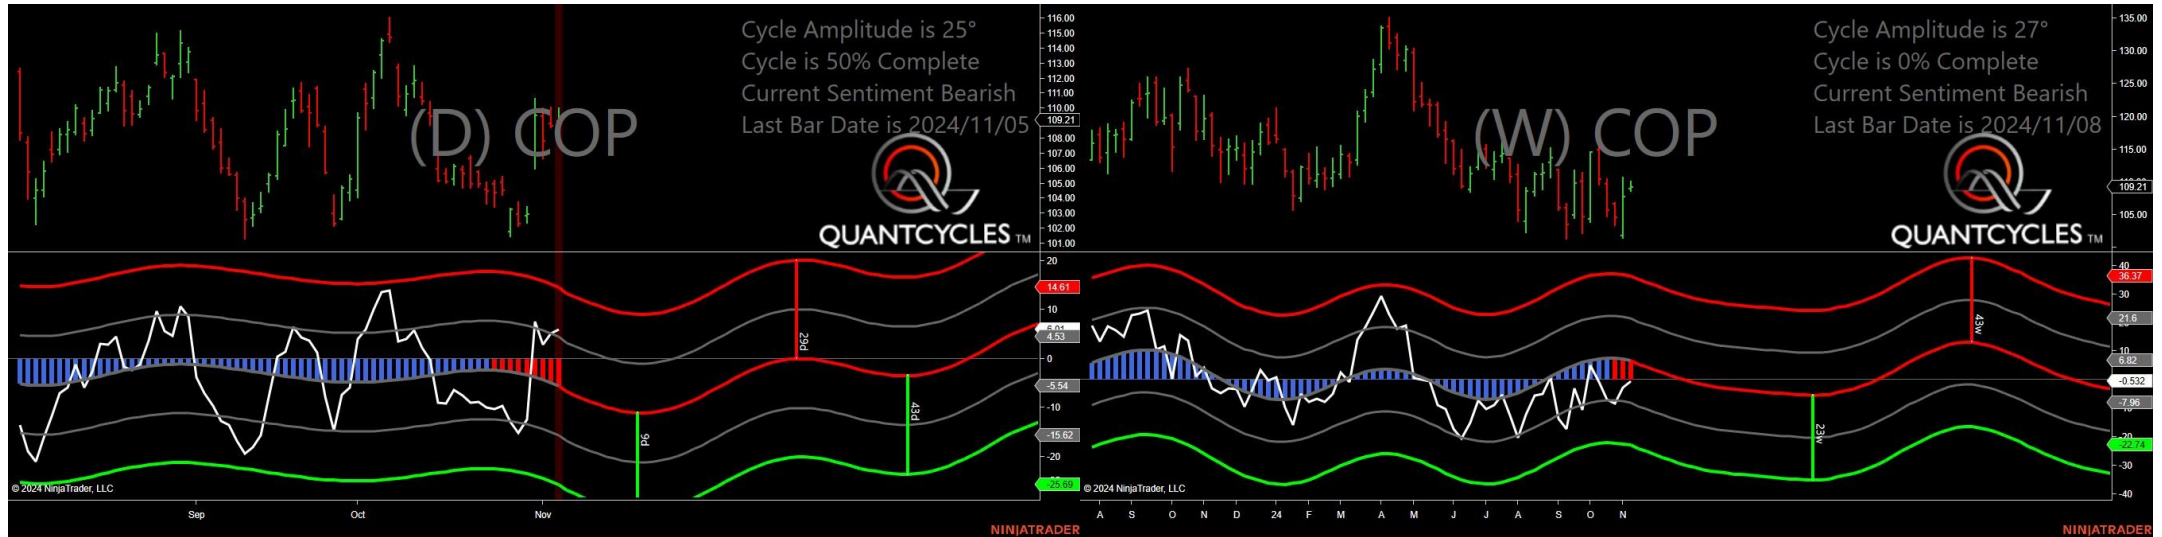 Cycle Amplitude is 25°
Cycle is 50% Complete
Current Sentiment Bearish
Last Bar Date is 2024/11/05
(D) COP
QUANTCYCLES TM
116.00
115.00
114.00
113.00
112.00
111.00
110.00
109.21
108.00
107.00
106.00
105.00
104.00
103.00
102.00
101.00
20
14.61
10
4.53
0
-5.54
-10
-15.62
-20
-25.69
9d
29d
43d
© 2024 NinjaTrader, LLC
Sep Oct Nov
NINJATRADER
Cycle Amplitude is 27°
Cycle is 0% Complete
Current Sentiment Bearish
Last Bar Date is 2024/11/08
(W) COP
QUANTCYCLES TM
135.00
130.00
125.00
120.00
115.00
109.21
105.00
40
36.37
30
21.6
10
6.82
-0.532
-7.96
-20
-22.74
-30
-40
23w
43w
© 2024 NinjaTrader, LLC
A S O N D 24 F M A M J J A S O N
NINJATRADER